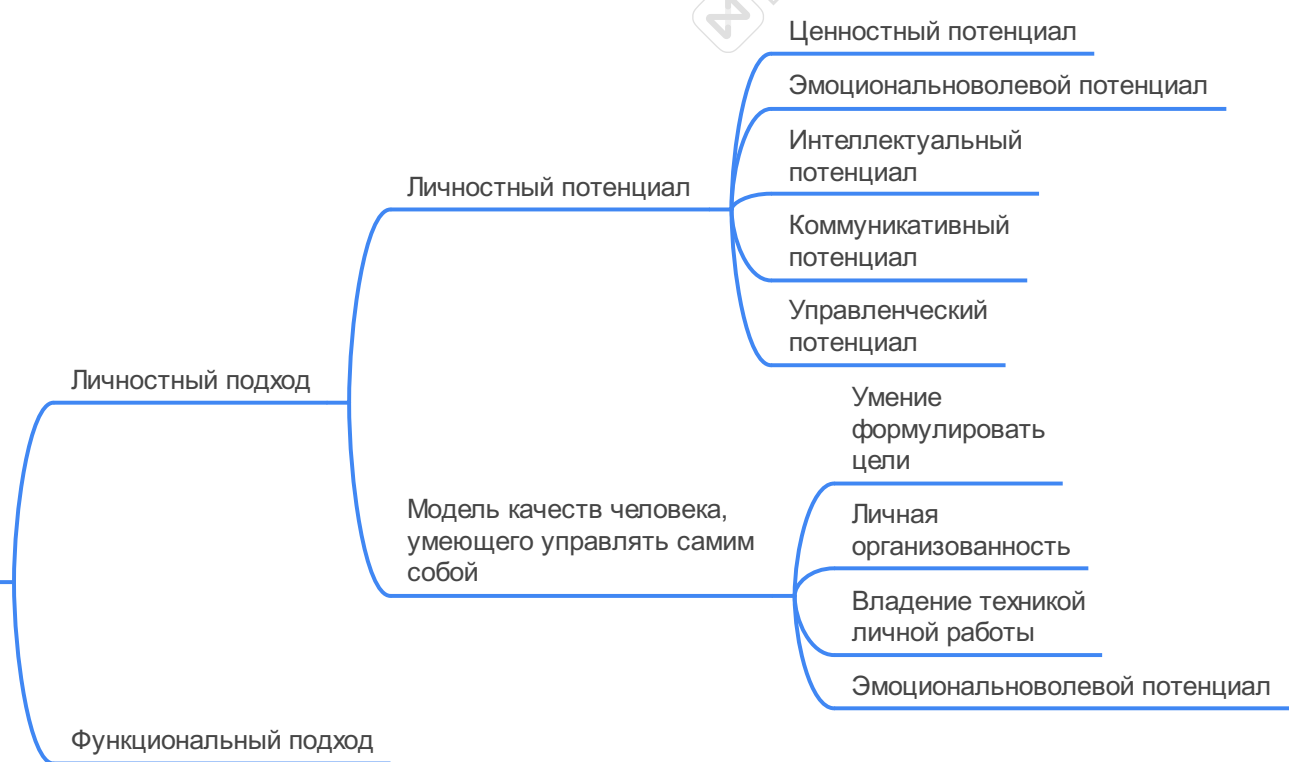 Ценностный потенциал
Эмоциональноволевой потенциал
Интеллектуальный
потенциал
Личностный потенциал
Коммуникативный
потенциал
Управленческий
потенциал
Личностный подход
Умение
формулировать
цели
Модель качеств человека,
умеющего управлять самим
собой
Личная
организованность
Владение техникой
личной работы
Эмоциональноволевой потенциал
Функциональный подход